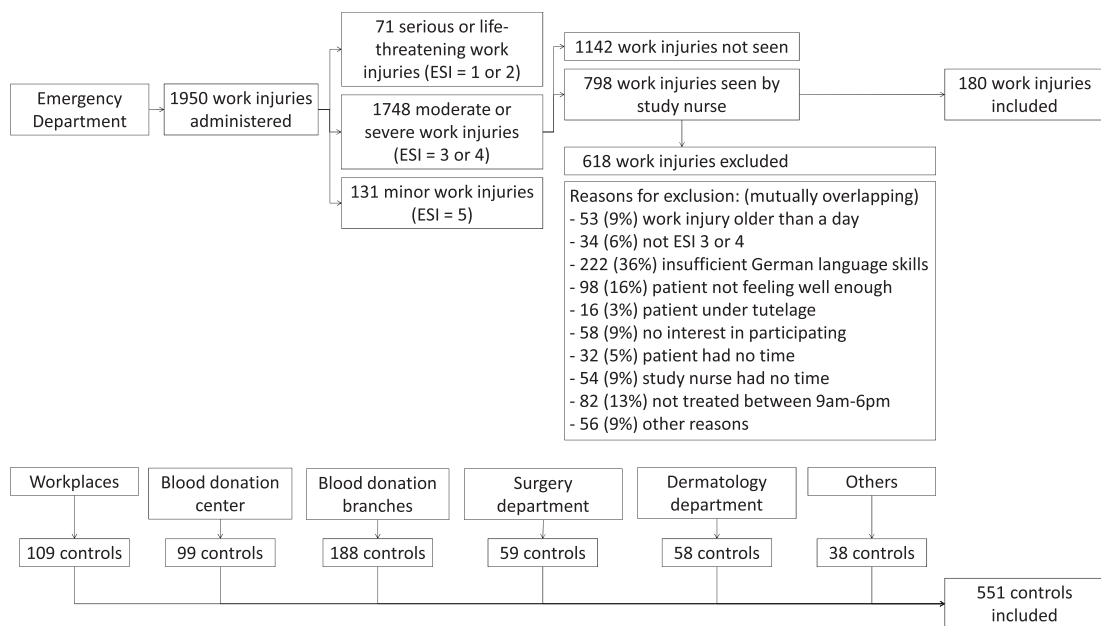 Emergency
Department
1950 work injuries
administered
71 serious or life-
threatening work
injuries (ESI = 1 or 2)
1748 moderate or
severe work injuries
(ESI = 3 or 4)
131 minor work injuries
(ESI = 5)
1142 work injuries not seen
798 work injuries seen by
study nurse
180 work injuries
included
618 work injuries excluded
Reasons for exclusion: (mutually overlapping)
- 53 (9%) work injury older than a day
- 34 (6%) not ESI 3 or 4
- 222 (36%) insufficient German language skills
- 98 (16%) patient not feeling well enough
- 16 (3%) patient under tutelage
- 58 (9%) no interest in participating
- 32 (5%) patient had no time
- 54 (9%) study nurse had no time
- 82 (13%) not treated between 9am-6pm
- 56 (9%) other reasons
Workplaces
Blood donation
center
Blood donation
branches
Surgery
department
Dermatology
department
Others
109 controls
99 controls
188 controls
59 controls
58 controls
38 controls
551 controls
included